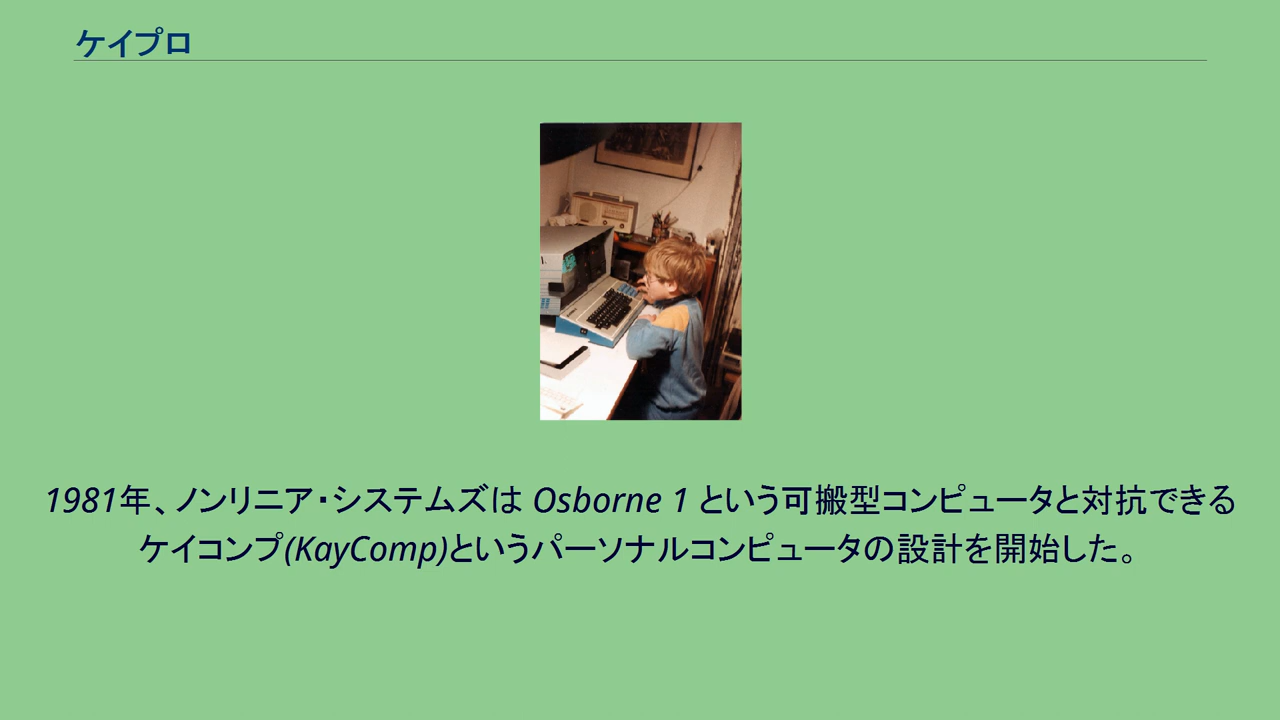 ケイプロ
1981年、ノンリニア・システムズは Osborne 1 という可搬型コンピュータと対抗できる
ケイコンプ(KayComp)というパーソナルコンピュータの設計を開始した。